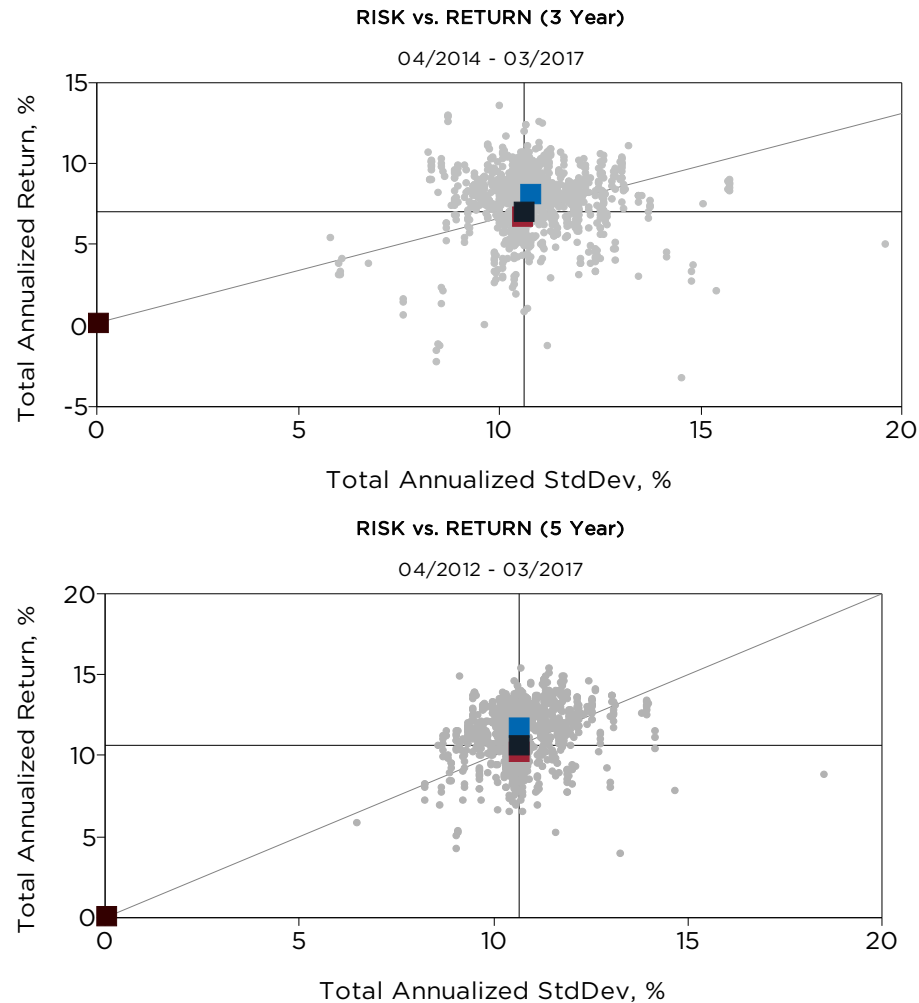 RISK vs. RETURN (3 Year)
04/2014 - 03/2017
Total Annualized Return, %
15
10
5
0
-5
0 5 10 15 20
Total Annualized StdDev, %
RISK vs. RETURN (5 Year)
04/2012 - 03/2017
Total Annualized Return, %
20
15
10
5
0
0 5 10 15 20
Total Annualized StdDev, %